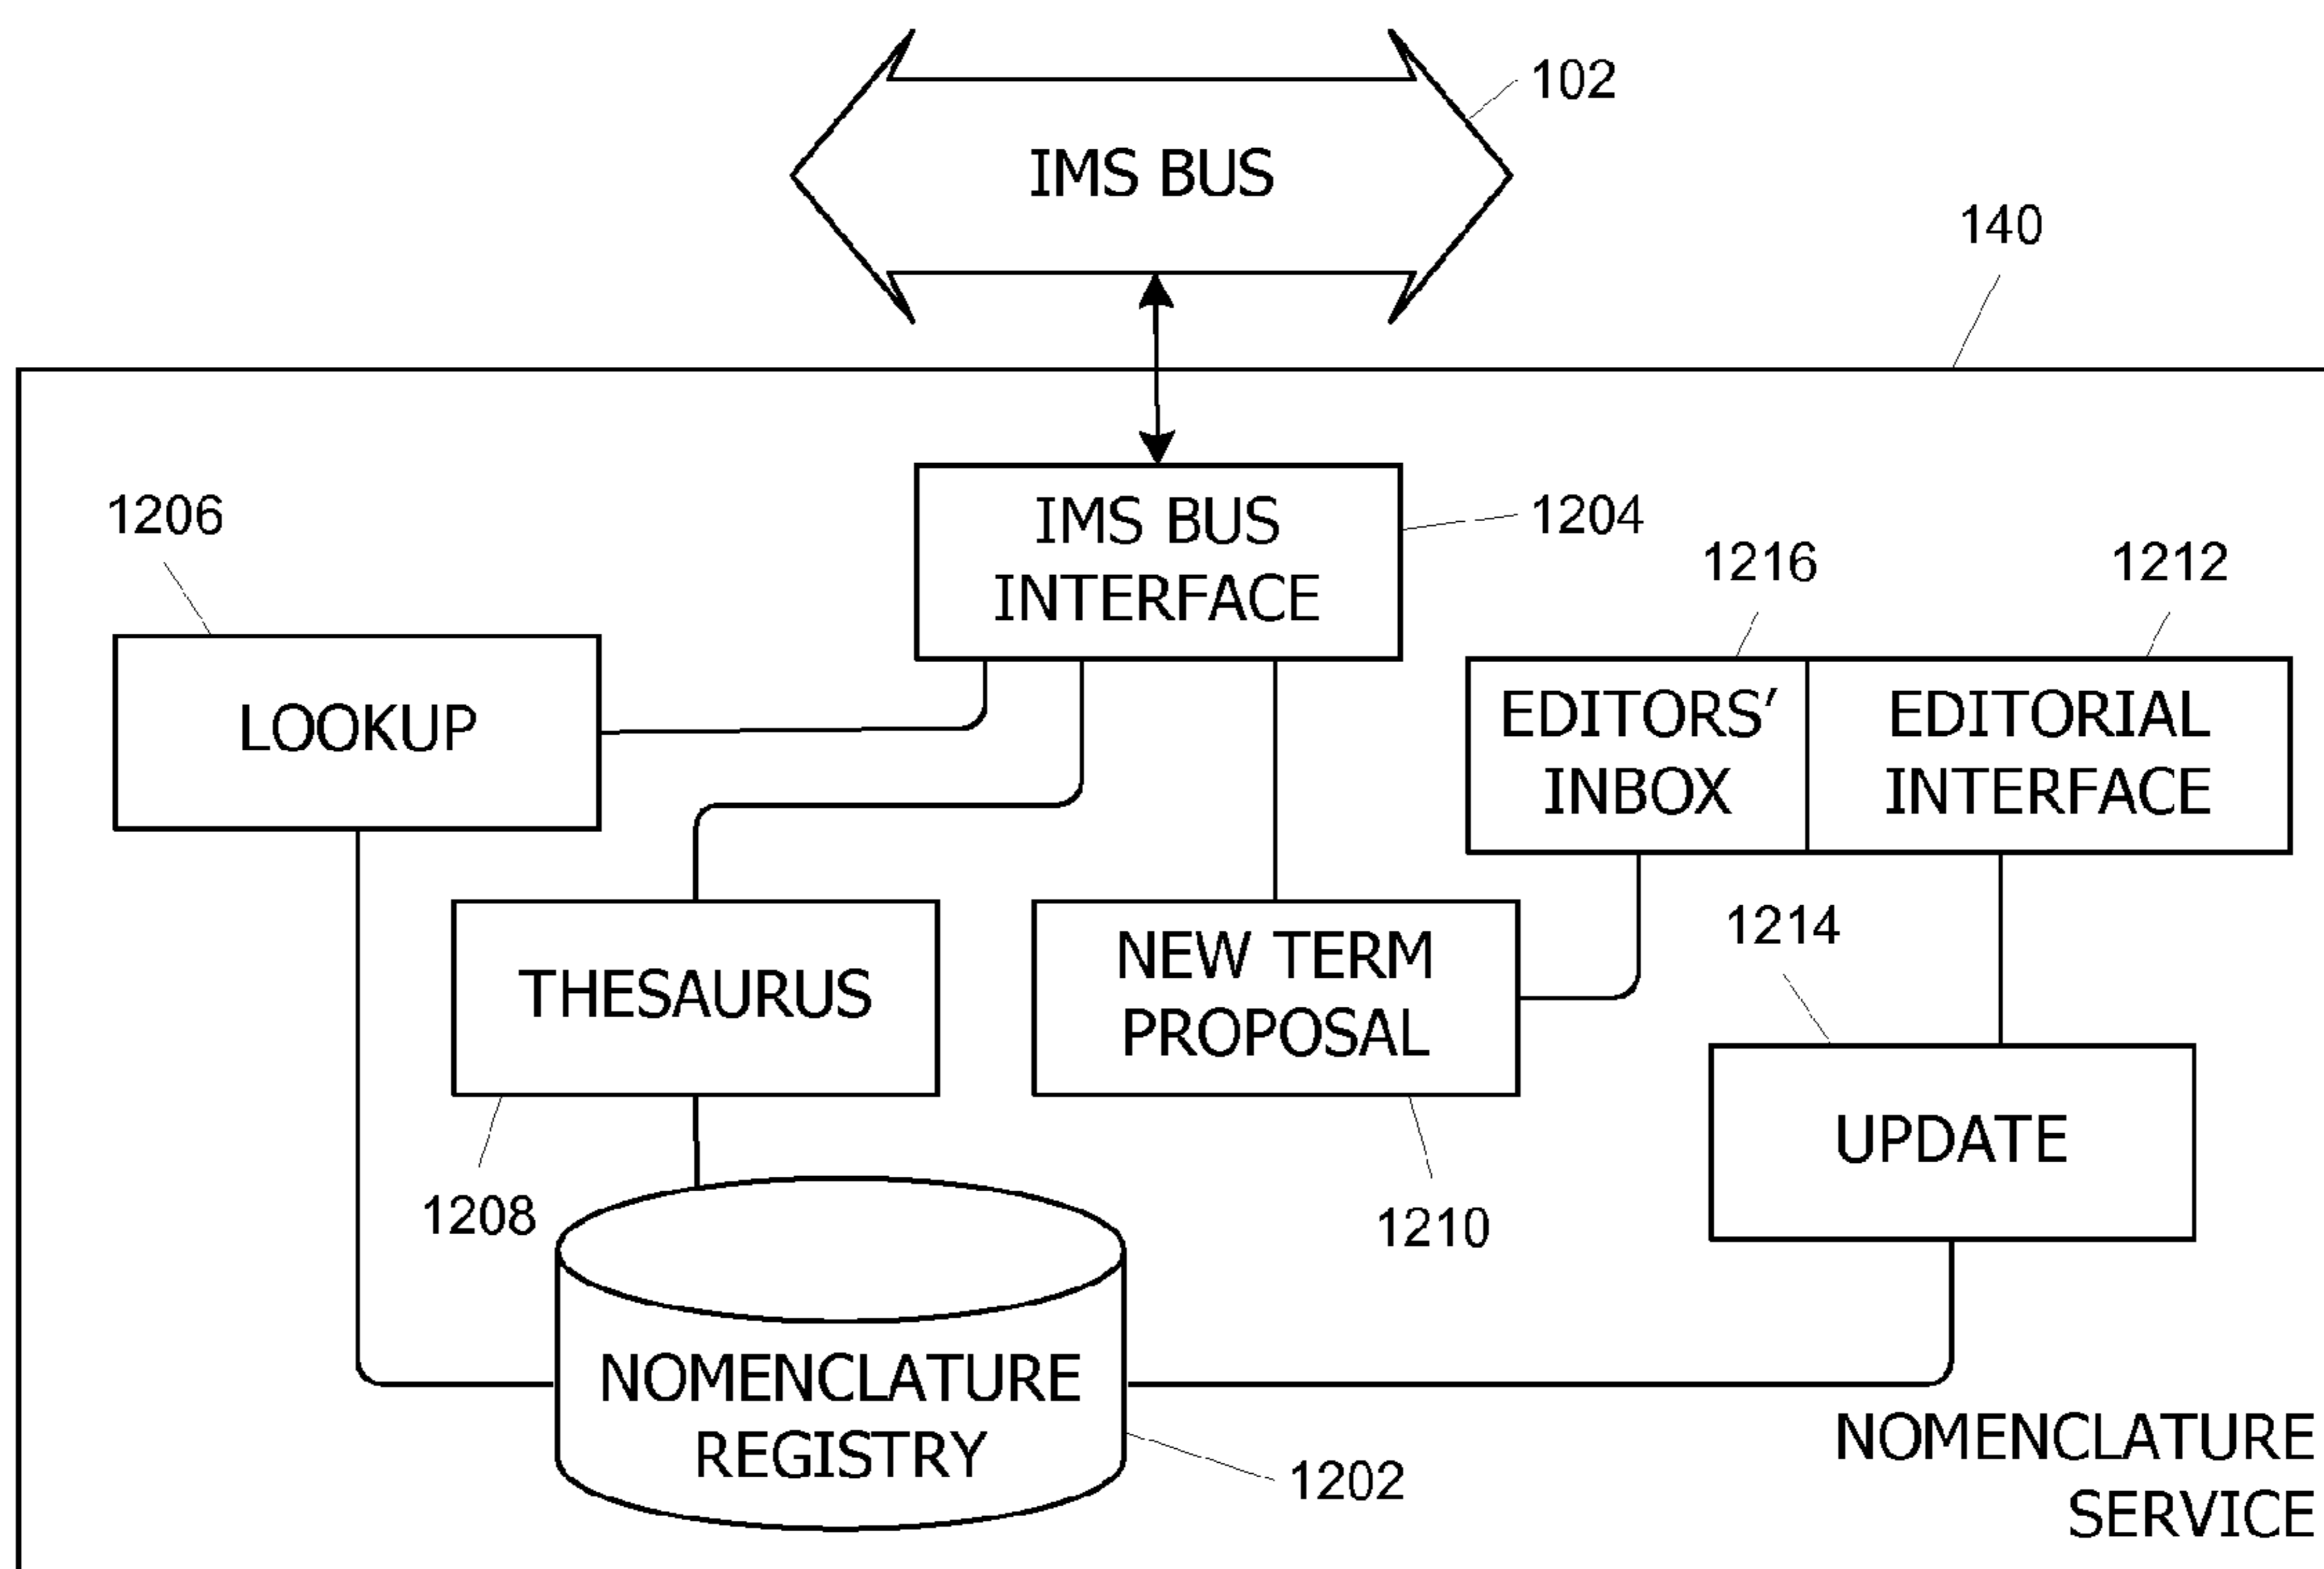 102
IMS BUS
140
1206
IMS BUS
INTERFACE
1204
1216
1212
LOOKUP
EDITORS’
INBOX
EDITORIAL
INTERFACE
THESAURUS
NEW TERM
PROPOSAL
1214
UPDATE
1208
1210
NOMENCLATURE
REGISTRY
1202
NOMENCLATURE
SERVICE